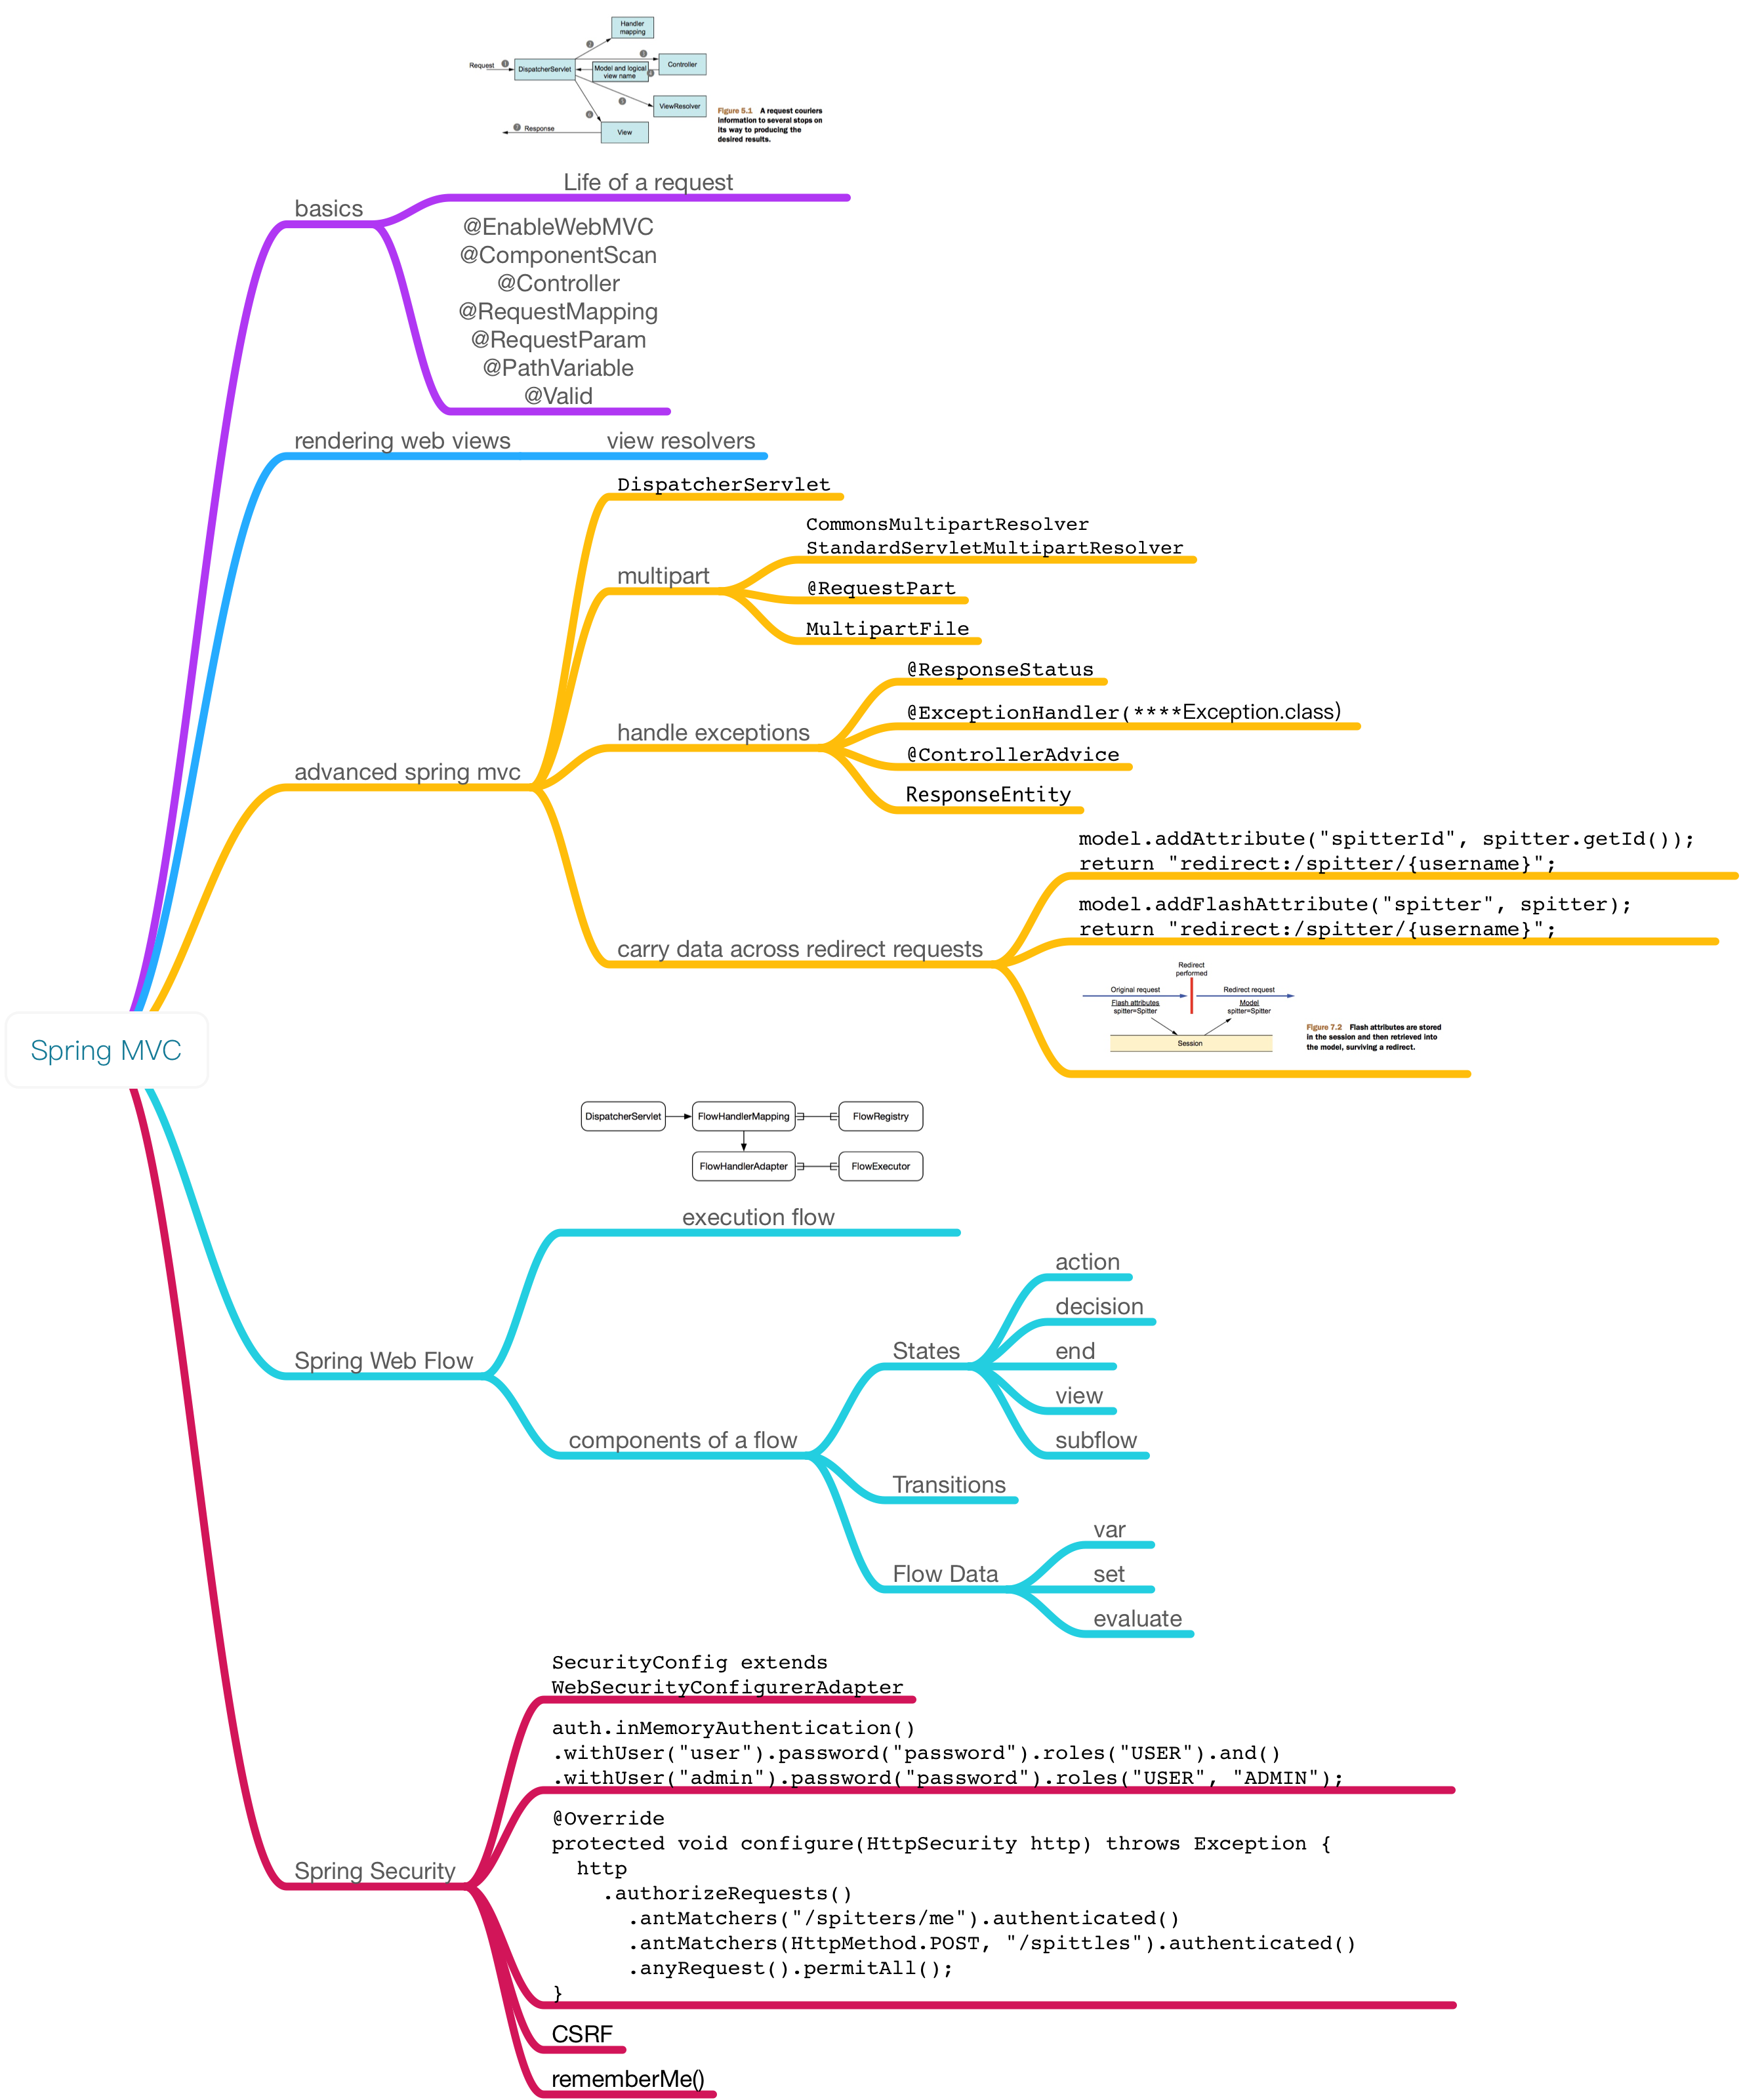 Handler
mapping
Request
1
2
3
DispatcherServlet
Model and logical
view name
4
Controller
5
ViewResolver
6
7
Response
View
Figure 5.1 A request couriers
information to several stops on
its way to producing the
desired results.
Life of a request
basics
@EnableWebMVC
@ComponentScan
@Controller
@RequestMapping
@RequestParam
@PathVariable
@Valid
rendering web views
view resolvers
DispatcherServlet
CommonsMultipartResolver
StandardServletMultipartResolver
multipart
@RequestPart
MultipartFile
@ResponseStatus
@ExceptionHandler(****Exception.class)
handle exceptions
@ControllerAdvice
advanced spring mvc
ResponseEntity
model.addAttribute("spitterId", spitter.getId());
return "redirect:/spitter/{username}";
model.addFlashAttribute("spitter", spitter);
return "redirect:/spitter/{username}";
carry data across redirect requests
Redirect
performed
Original request
Redirect request
Flash attributes
spitter=Spitter
Model
spitter=Spitter
Session
Figure 7.2 Flash attributes are stored
in the session and then retrieved into
the model, surviving a redirect.
Spring MVC
DispatcherServlet
FlowHandlerMapping
FlowRegistry
FlowHandlerAdapter
FlowExecutor
execution flow
action
decision
States
end
Spring Web Flow
view
components of a flow
subflow
Transitions
var
Flow Data
set
evaluate
SecurityConfig extends
WebSecurityConfigurerAdapter
auth.inMemoryAuthentication()
.withUser("user").password("password").roles("USER").and()
.withUser("admin").password("password").roles("USER", "ADMIN");
@Override
protected void configure(HttpSecurity http) throws Exception {
http
Spring Security
.authorizeRequests()
.antMatchers("/spitters/me").authenticated()
.antMatchers(HttpMethod.POST, "/spittles").authenticated()
.anyRequest().permitAll();
}
CSRF
rememberMe()